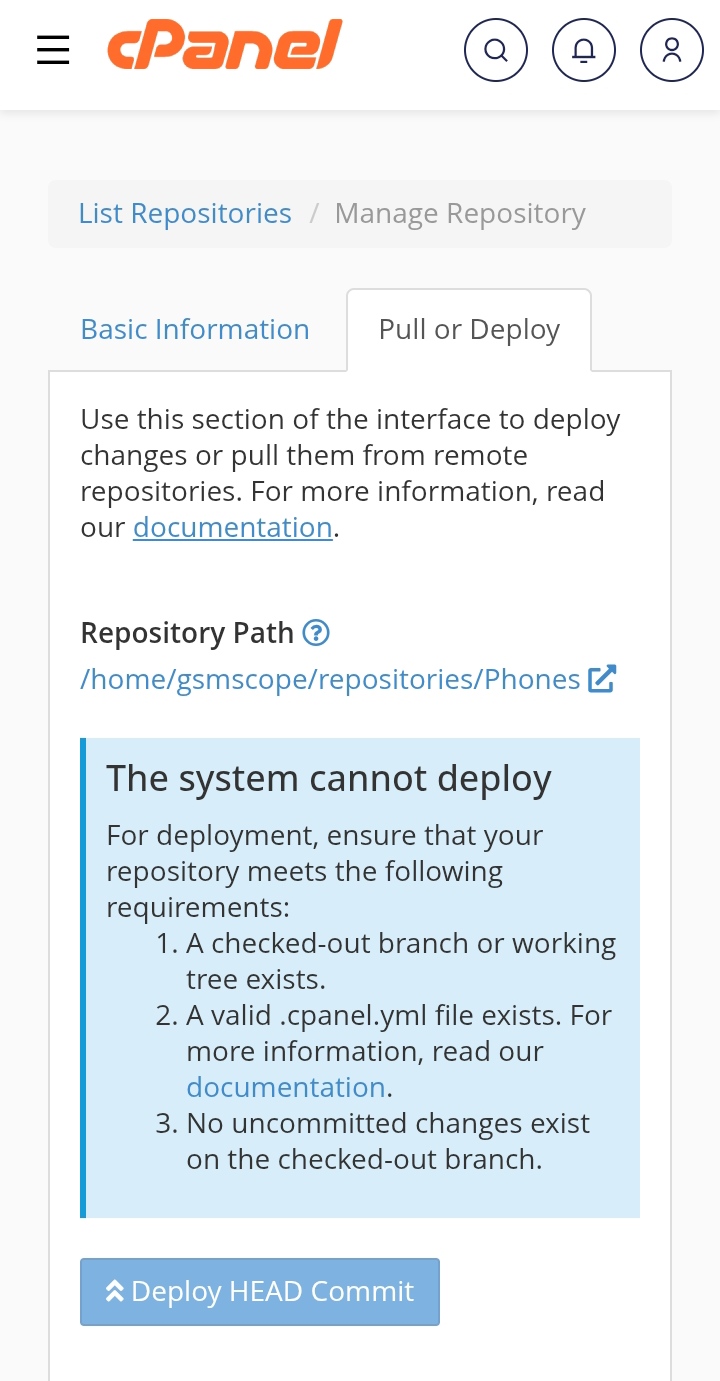 cPanel
List Repositories / Manage Repository
Basic Information
Pull or Deploy
Use this section of the interface to deploy
changes or pull them from remote
repositories. For more information, read
our documentation.
Repository Path ?
/home/gsmscope/repositories/Phones
The system cannot deploy
For deployment, ensure that your
repository meets the following
requirements:
1. A checked-out branch or working
tree exists.
2. A valid .cpanel.yml file exists. For
more information, read our
documentation.
3. No uncommitted changes exist
on the checked-out branch.
Deploy HEAD Commit